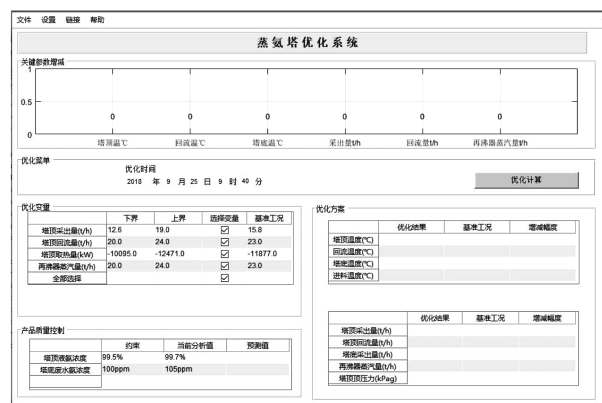 文件 设置 链接 帮助
蒸氨塔优化系统
关键参数增减
1
0.5
0
0 0 0 0 0 0
塔顶温℃ 回流温℃ 塔底温℃ 采出量t/h 回流量t/h 再沸器蒸汽量t/h
优化菜单
优化时间
2018 年 9 月 25 日 9 时 40 分
优化计算
优化变量
下界 上界 选择变量 基准工况
塔顶采出量(t/h) 12.6 19.0 ☑ 15.8
塔顶回流量(t/h) 20.0 24.0 ☑ 23.0
塔顶取热量(kW) -10095.0 -12471.0 ☑ -11877.0
再沸器蒸汽量(t/h) 20.0 24.0 ☑ 23.0
全部选择 ☑
产品质量控制
约束 当前分析值 预测值
塔顶液氨浓度 99.5% 99.7%
塔底废水氨浓度 100ppm 105ppm
优化方案
优化结果 基准工况 增减幅度
塔顶温度(℃)
回流温度(℃)
塔底温度(℃)
进料温度(℃)
优化结果 基准工况 增减幅度
塔顶采出量(t/h)
塔顶回流量(t/h)
塔底采出量(t/h)
再沸器蒸汽量(t/h)
塔顶顶压力(kPag)